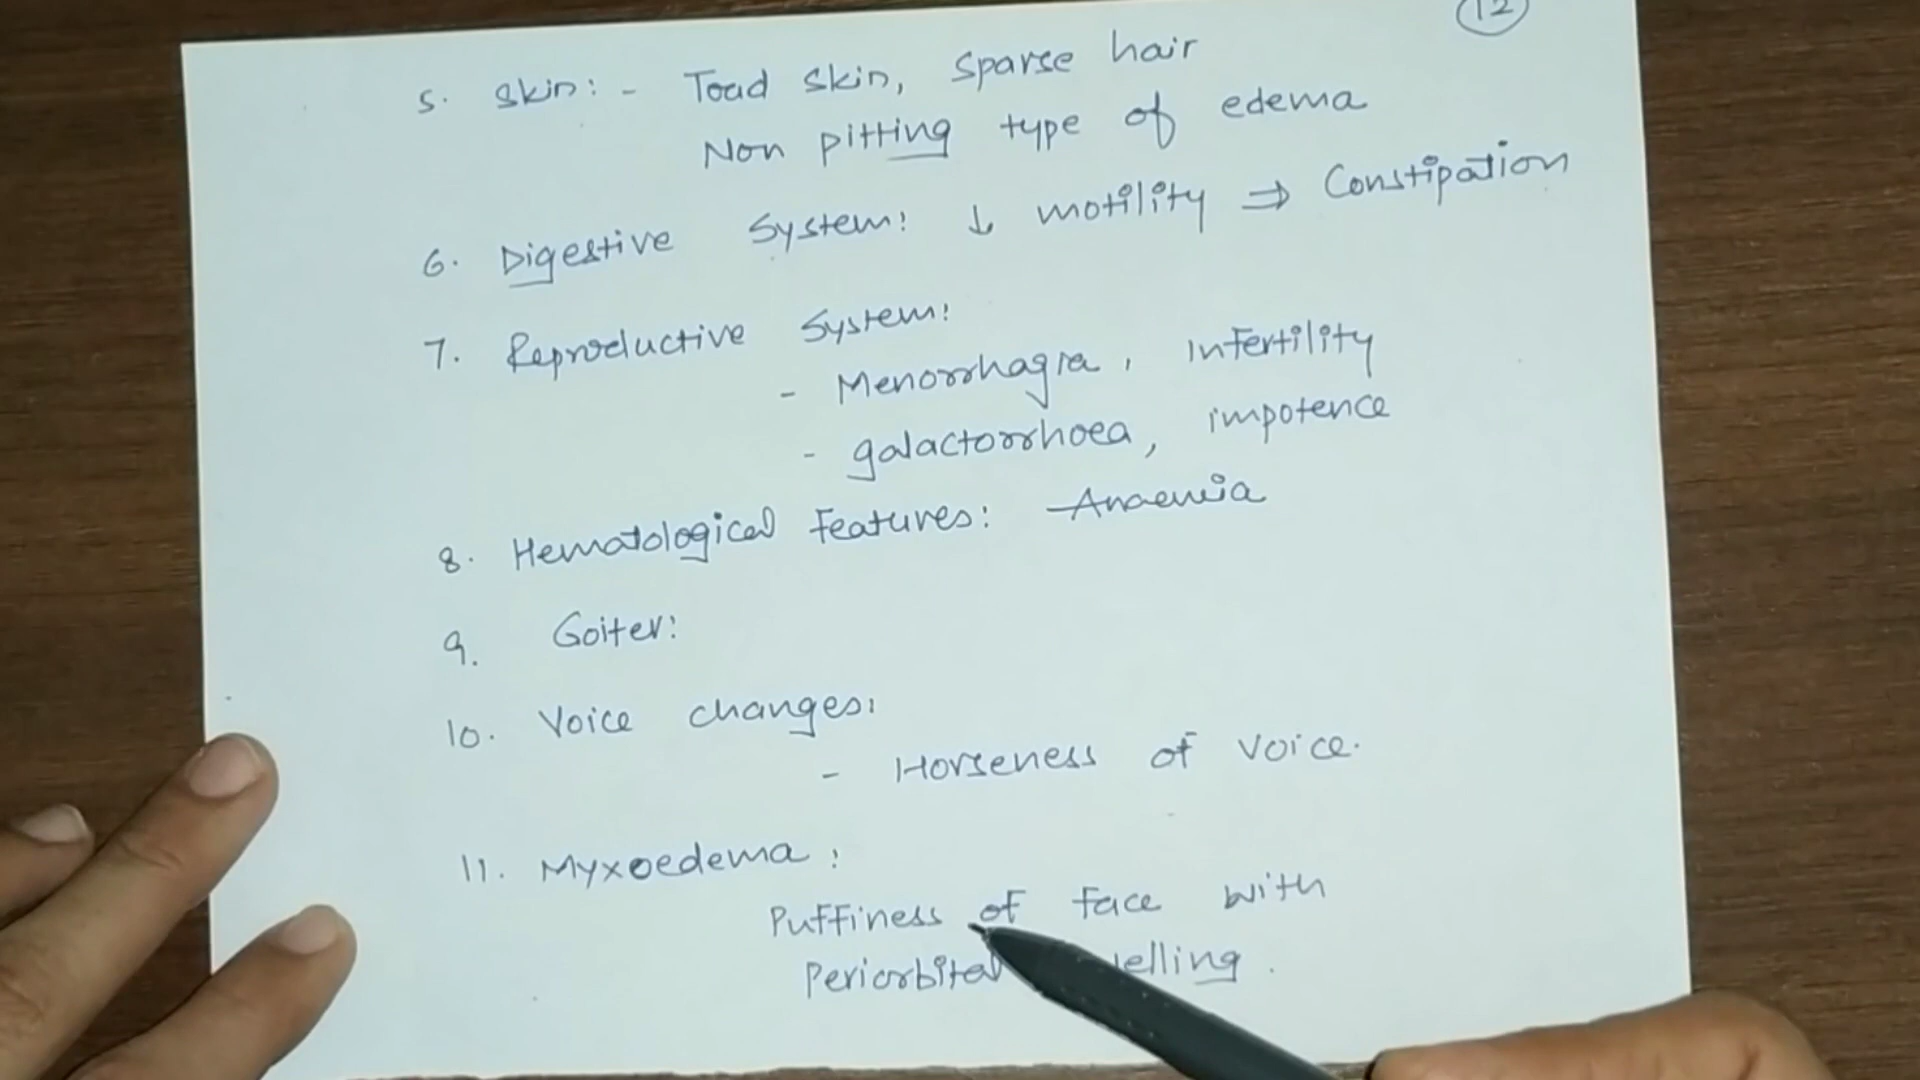 12
5. Skin: - Toad skin, sparse hair
Non pitting type of edema
6. Digestive System: ↓ motility ⇒ Constipation
7. Reproductive System:
- Menorrhagia, infertility
- galactorrhoea, impotence
8. Hematological Features: Anaemia
9. Goiter:
10. Voice changes:
- Horseness of voice.
11. Myxoedema:
Puffiness of face with
Periorbital